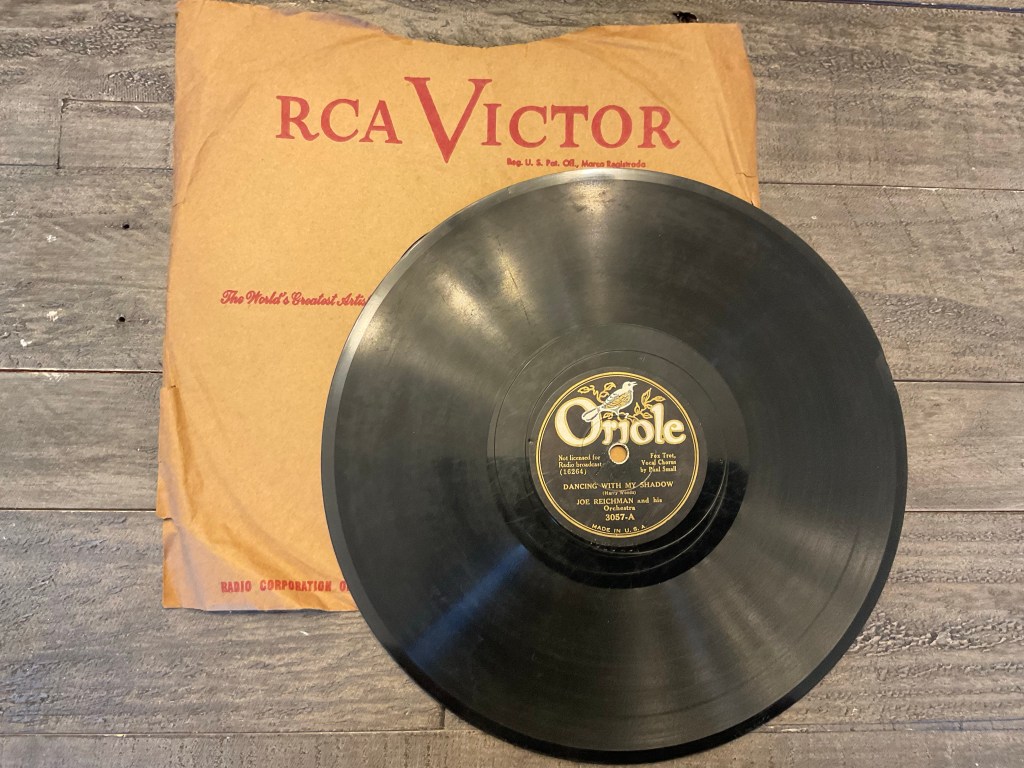 RCA VICTOR
Reg. U. S. Pat. Off., Marca Registrada
The World's Greatest Artis
RADIO CORPORATION O
Oriole
Not licensed for
Radio broadcast
(16264)
Fox Trot,
Vocal Chorus
by Paul Small
DANCING WITH MY SHADOW
(Harry Woods)
JOE REICHMAN and his
Orchestra
3057-A
MADE IN U. S. A.